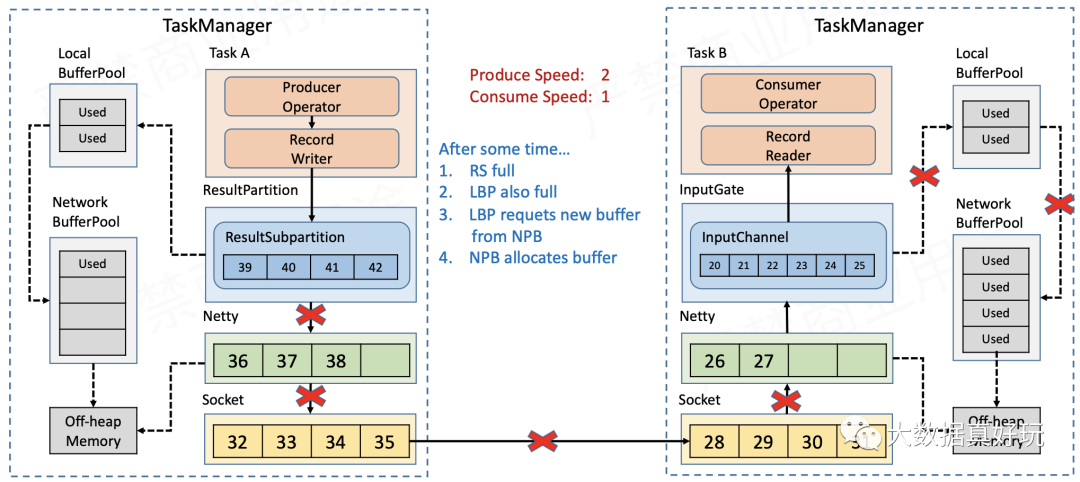 TaskManager
Local
BufferPool
Used
Used
Network
BufferPool
Used
Off-heap
Memory
Task A
Producer
Operator
Record
Writer
ResultPartition
ResultSubpartition
39 40 41 42
Netty
36 37 38
Socket
32 33 34 35
Produce Speed: 2
Consume Speed: 1
After some time...
1. RS full
2. LBP also full
3. LBP requets new buffer
from NPB
4. NPB allocates buffer
TaskManager
Task B
Consumer
Operator
Record
Reader
InputGate
InputChannel
20 21 22 23 24 25
Netty
26 27
Socket
28 29 30
Local
BufferPool
Used
Used
Network
BufferPool
Used
Used
Used
Used
Off-heap
Memory
大数据真好玩